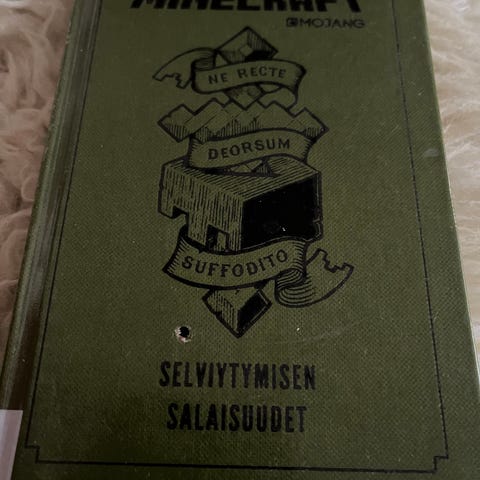 MINECRAFT
MOJANG
NE RECTE
DEORSUM
SUFFODITO
SELVIYTYMISEN
SALAISUUDET